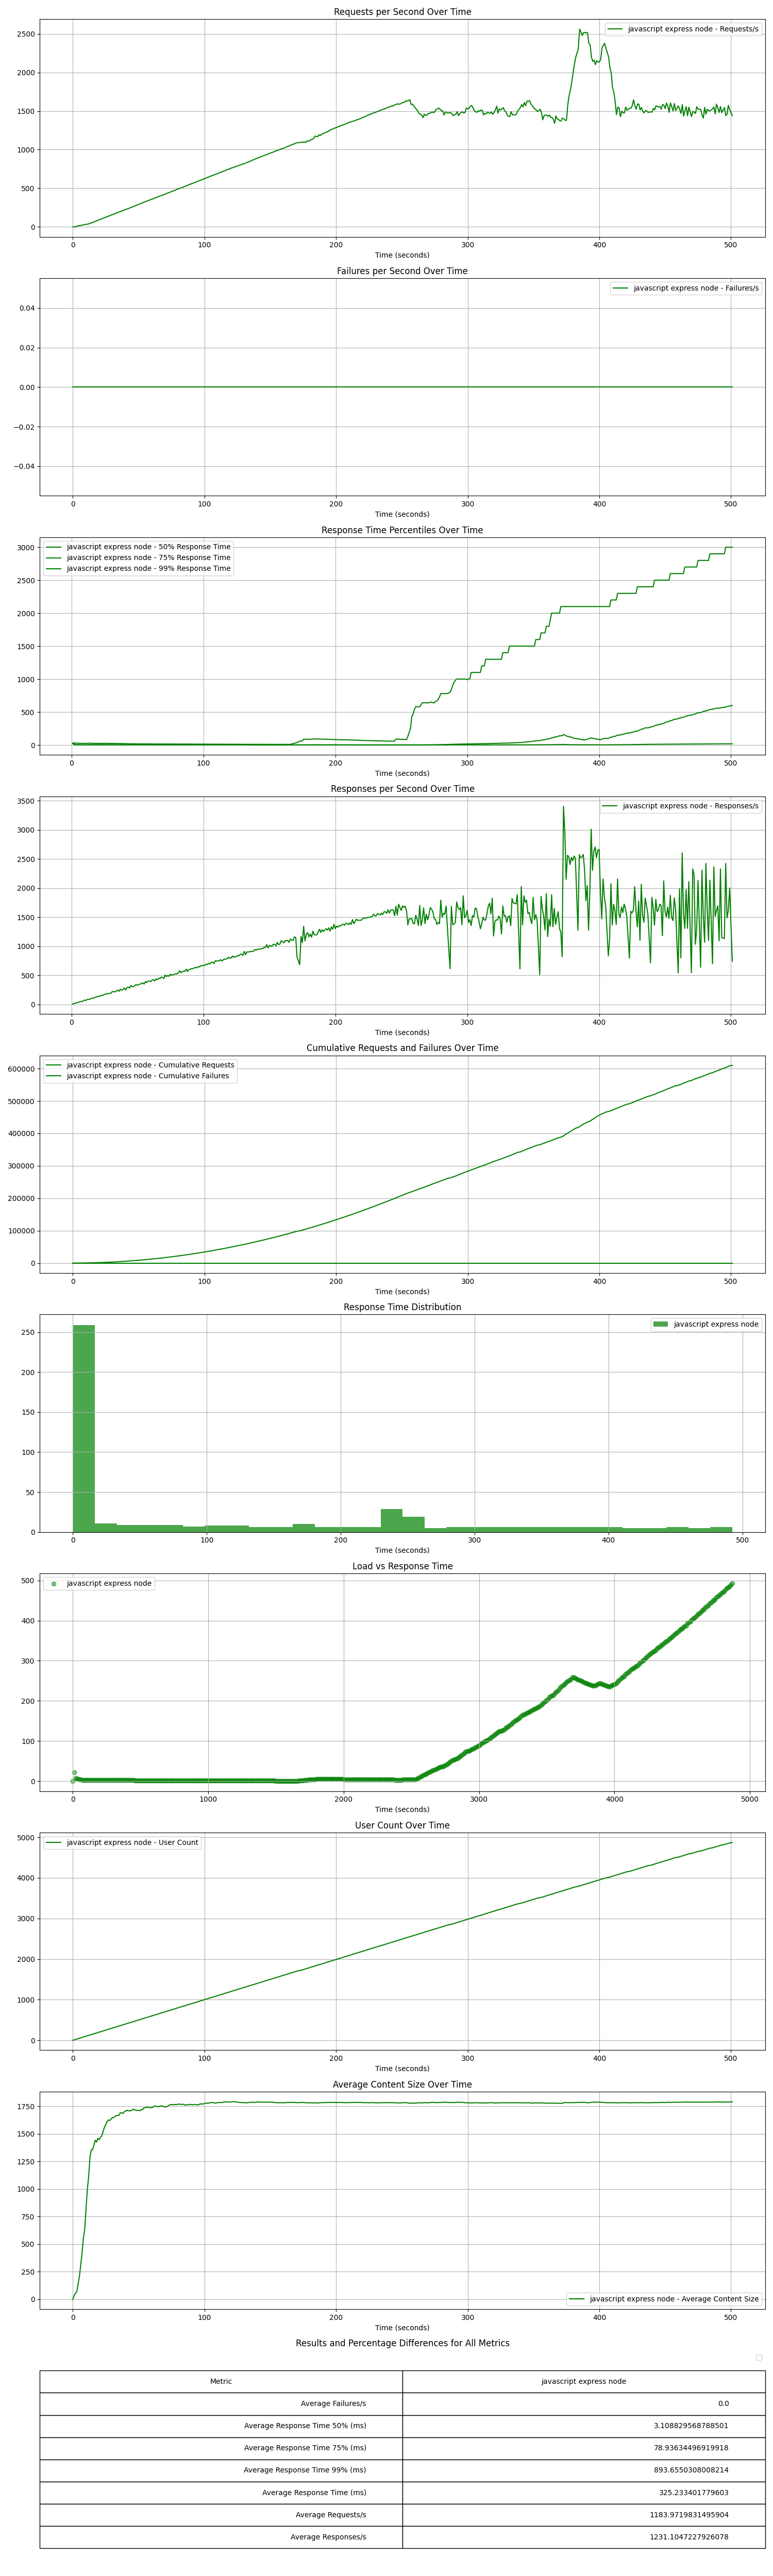 Requests per Second Over Time
javascript express node - Requests/s
2500
2000
1500
1000
500
0
0 100 200 300 400 500
Time (seconds)
Failures per Second Over Time
javascript express node - Failures/s
0.04
0.02
0.00
−0.02
−0.04
0 100 200 300 400 500
Time (seconds)
Response Time Percentiles Over Time
javascript express node - 50% Response Time
javascript express node - 75% Response Time
javascript express node - 99% Response Time
3000
2500
2000
1500
1000
500
0
0 100 200 300 400 500
Time (seconds)
Responses per Second Over Time
javascript express node - Responses/s
3500
3000
2500
2000
1500
1000
500
0
0 100 200 300 400 500
Time (seconds)
Cumulative Requests and Failures Over Time
javascript express node - Cumulative Requests
javascript express node - Cumulative Failures
600000
500000
400000
300000
200000
100000
0
0 100 200 300 400 500
Time (seconds)
Response Time Distribution
javascript express node
250
200
150
100
50
0
0 100 200 300 400 500
Time (seconds)
Load vs Response Time
javascript express node
500
400
300
200
100
0
0 1000 2000 3000 4000 5000
Time (seconds)
User Count Over Time
javascript express node - User Count
5000
4000
3000
2000
1000
0
0 100 200 300 400 500
Time (seconds)
Average Content Size Over Time
1750
1500
1250
1000
750
500
250
0
javascript express node - Average Content Size
0 100 200 300 400 500
Time (seconds)
Results and Percentage Differences for All Metrics
Metric javascript express node
Average Failures/s 0.0
Average Response Time 50% (ms) 3.108829568788501
Average Response Time 75% (ms) 78.93634496919918
Average Response Time 99% (ms) 893.6550308008214
Average Response Time (ms) 325.233401779603
Average Requests/s 1183.9719831495904
Average Responses/s 1231.1047227926078